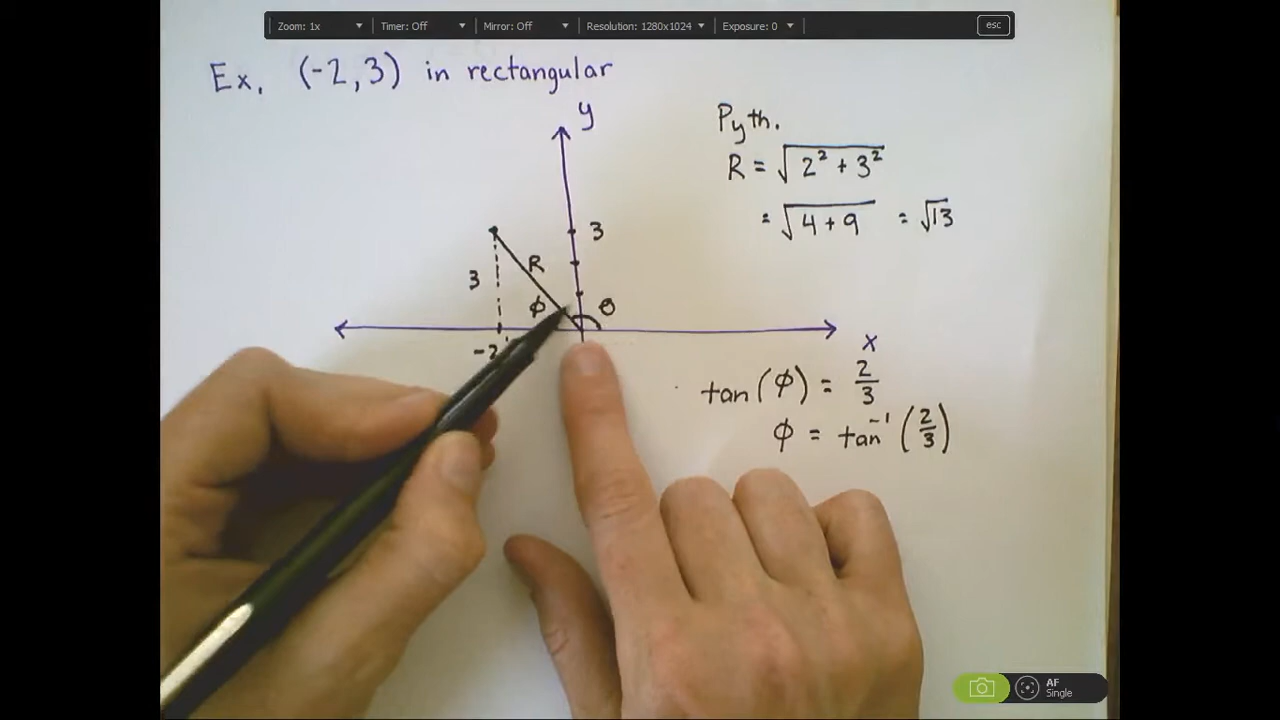 Zoom: 1x Timer: Off Mirror: Off Resolution: 1280x1024 Exposure: 0 esc
Ex. (-2,3) in rectangular
y
Pyth.
R = √2² + 3²
= √4 + 9 = √13
3
R
3
ϕ
θ
-2
x
tan(ϕ) = 2/3
ϕ = tan⁻¹(2/3)
AF
Single